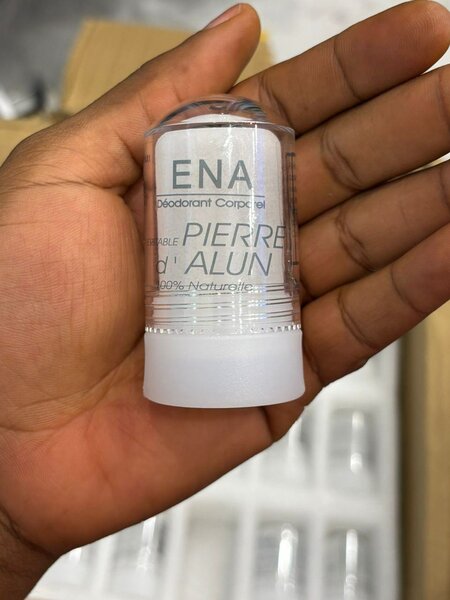 ENA
Déodorant Corporel
PIERRE
d'ALUN
100% Naturelle